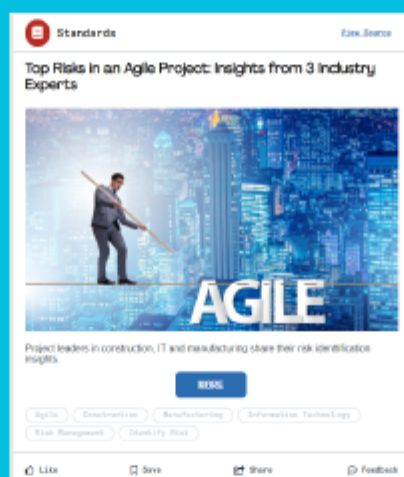 Standards
View Source
Top Risks in an Agile Project: Insights from 3 Industry
Experts
AGILE
Project leaders in construction, IT and manufacturing share their risk identification
insights.
MORE
Agile
Construction
Manufacturing
Information Technology
Risk Management
Identify Risk
Like
Save
Share
Feedback